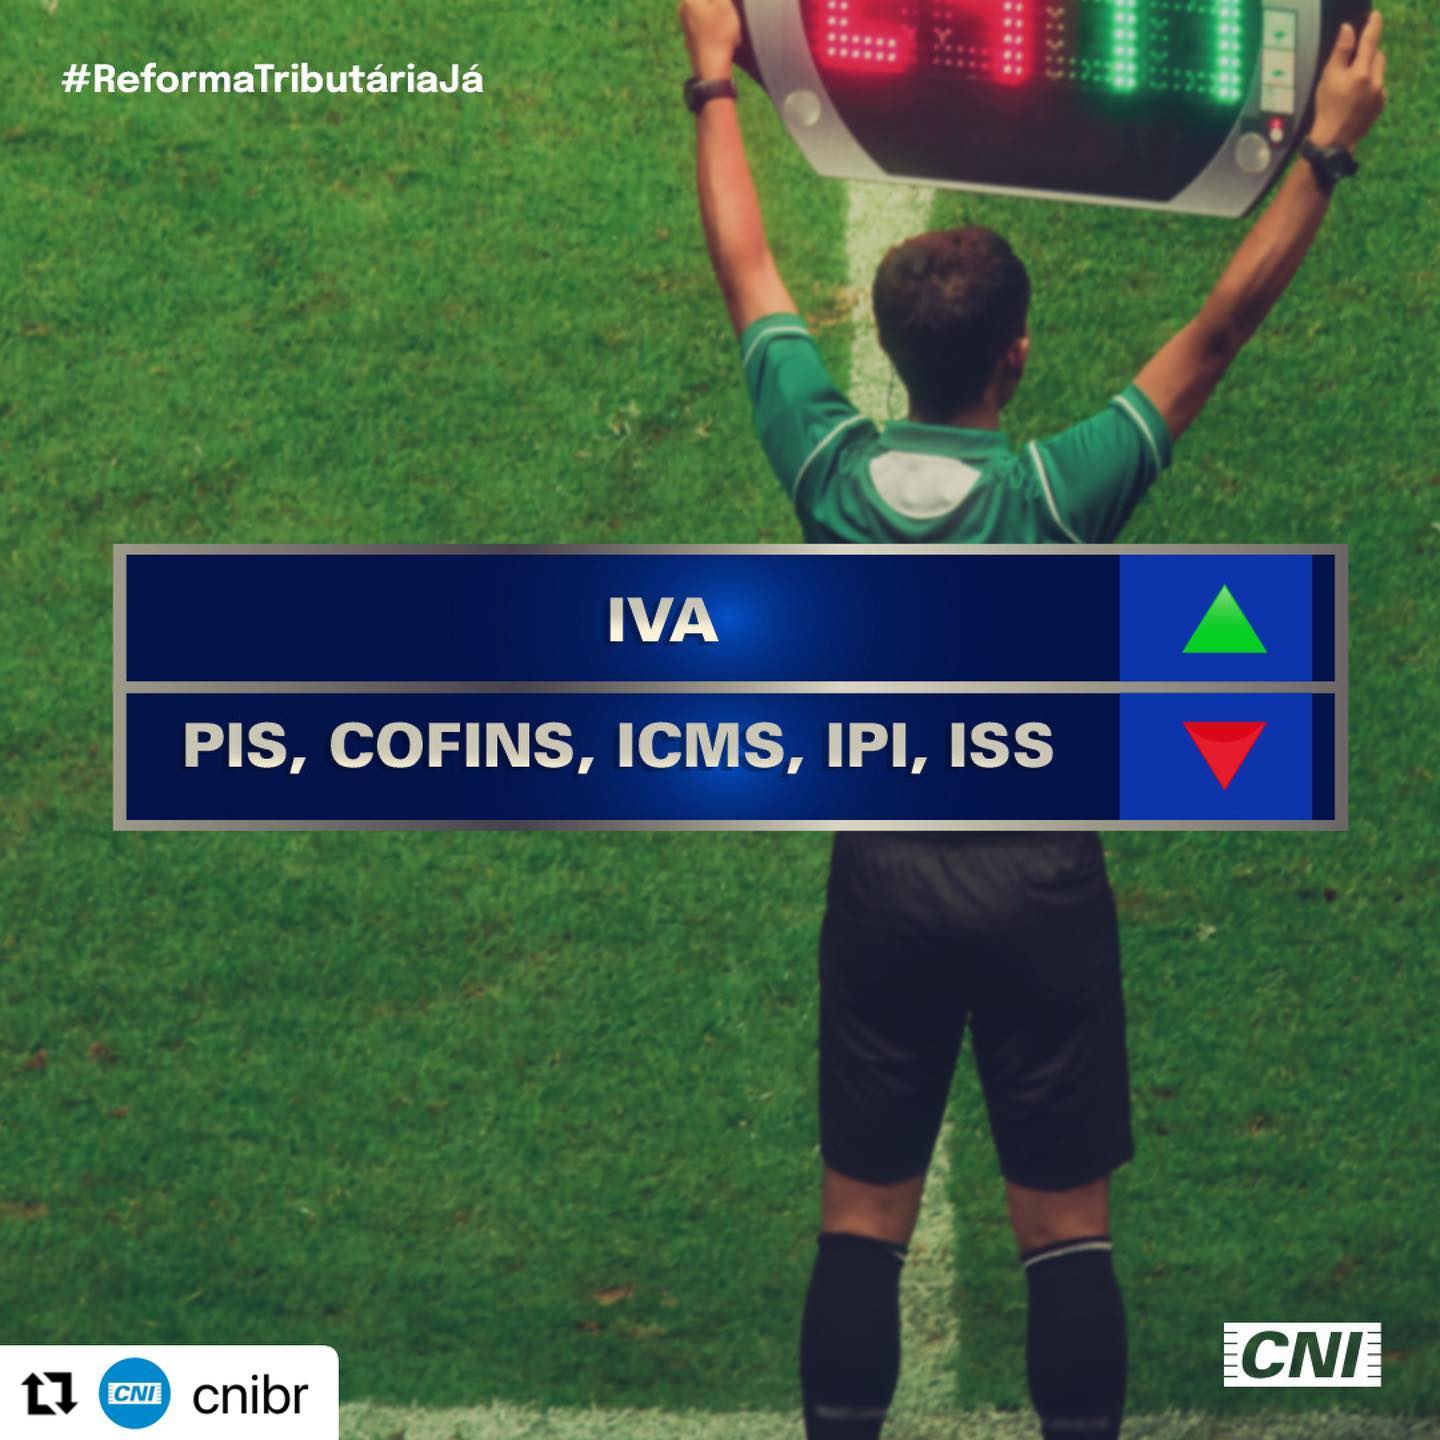 #ReformaTributáriaJá
IVA
PIS, COFINS, ICMS, IPI, ISS
CNI
CNI cnibr